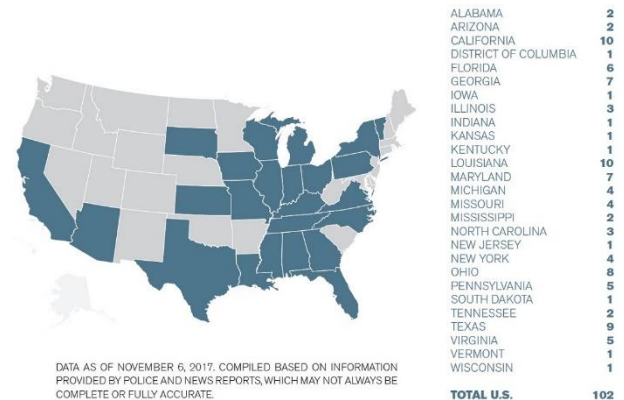 ALABAMA 2
ARIZONA 2
CALIFORNIA 10
DISTRICT OF COLUMBIA 1
FLORIDA 6
GEORGIA 7
IOWA 1
ILLINOIS 3
INDIANA 1
KANSAS 1
KENTUCKY 1
LOUISIANA 10
MARYLAND 7
MICHIGAN 4
MISSOURI 4
MISSISSIPPI 2
NORTH CAROLINA 3
NEW JERSEY 1
NEW YORK 4
OHIO 8
PENNSYLVANIA 5
SOUTH DAKOTA 1
TENNESSEE 2
TEXAS 9
VIRGINIA 5
VERMONT 1
WISCONSIN 1
TOTAL U.S. 102
DATA AS OF NOVEMBER 6, 2017. COMPILED BASED ON INFORMATION
PROVIDED BY POLICE AND NEWS REPORTS, WHICH MAY NOT ALWAYS BE
COMPLETE OR FULLY ACCURATE.